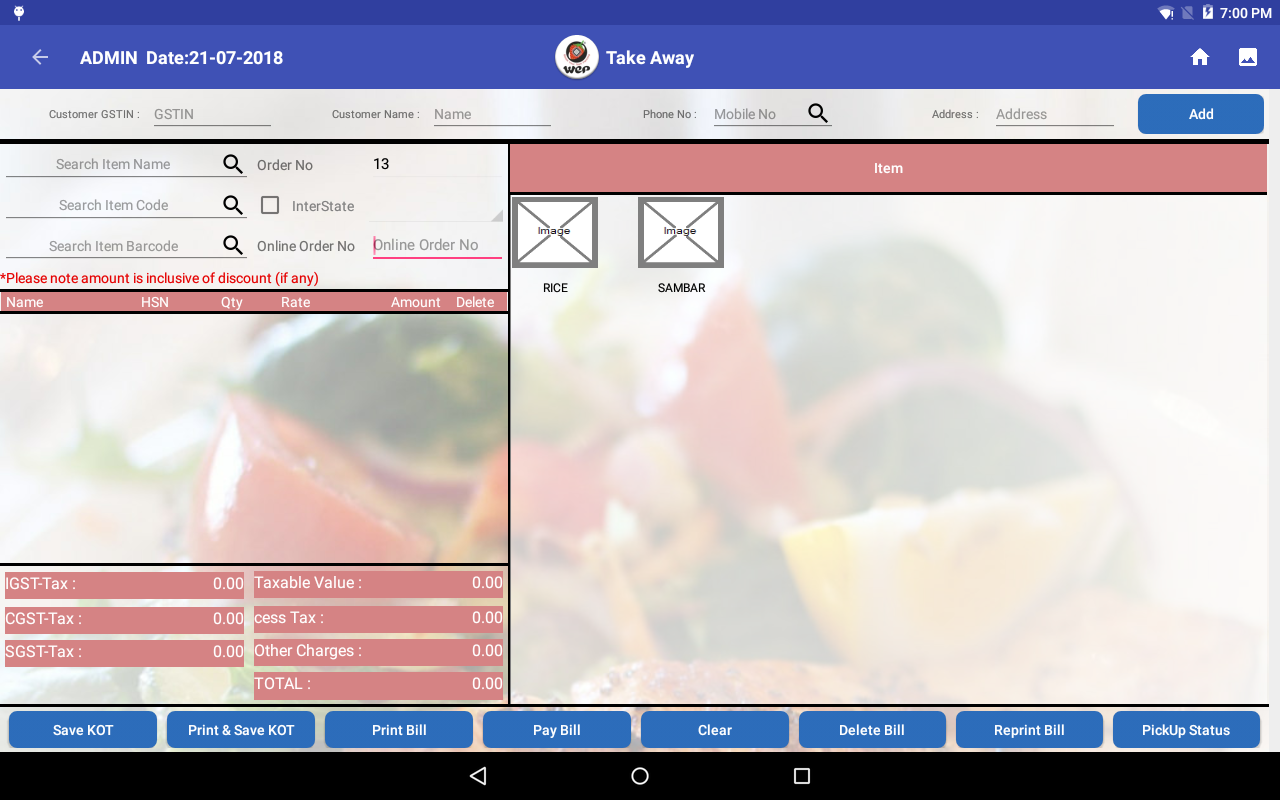 7:00 PM
ADMIN Date:21-07-2018
wep
Take Away
Customer GSTIN : GSTIN
Customer Name : Name
Phone No : Mobile No
Address : Address
Add
Search Item Name
Order No 13
Search Item Code
InterState
Search Item Barcode
Online Order No Online Order No
*Please note amount is inclusive of discount (if any)
Name HSN Qty Rate Amount Delete
Item
Image Image
RICE SAMBAR
IGST-Tax : 0.00 Taxable Value : 0.00
CGST-Tax : 0.00 cess Tax : 0.00
SGST-Tax : 0.00 Other Charges : 0.00
TOTAL : 0.00
Save KOT Print & Save KOT Print Bill Pay Bill Clear Delete Bill Reprint Bill PickUp Status